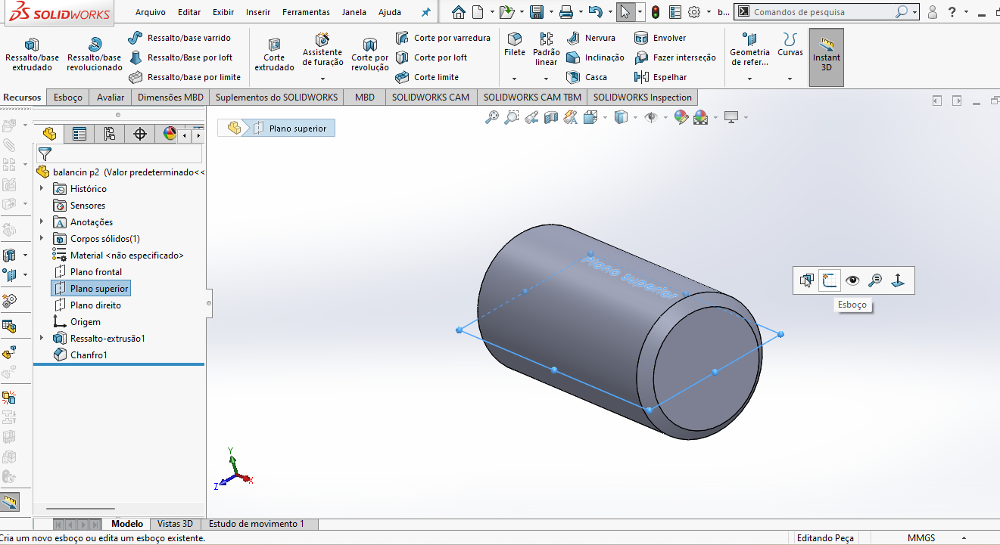 SOLIDWORKS
Arquivo Editar Exibir Inserir Ferramentas Janela Ajuda
b...
Comandos de pesquisa
Ressalto/base extrudado
Ressalto/base revolucionado
Ressalto/base varrido
Ressalto/Base por loft
Ressalto/base por limite
Corte extrudado
Assistente de furação
Corte por revolução
Corte por varredura
Corte por loft
Corte limite
Filete
Padrão linear
Nervura
Inclinação
Casca
Envolver
Fazer interseção
Espelhar
Geometria de refer...
Curvas
Instant 3D
Recursos Esboço Avaliar Dimensões MBD Suplementos do SOLIDWORKS MBD SOLIDWORKS CAM SOLIDWORKS CAM TBM SOLIDWORKS Inspection
Plano superior
balancin p2 (Valor predeterminado<<
Histórico
Sensores
Anotações
Corpos sólidos(1)
Material <não especificado>
Plano frontal
Plano superior
Plano direito
Origem
Ressalto-extrusão1
Chanfro1
Plano superior
Esboço
Y
X
Z
Modelo Vistas 3D Estudo de movimento 1
Cria um novo esboço ou edita um esboço existente.
Editando Peça
MMGS